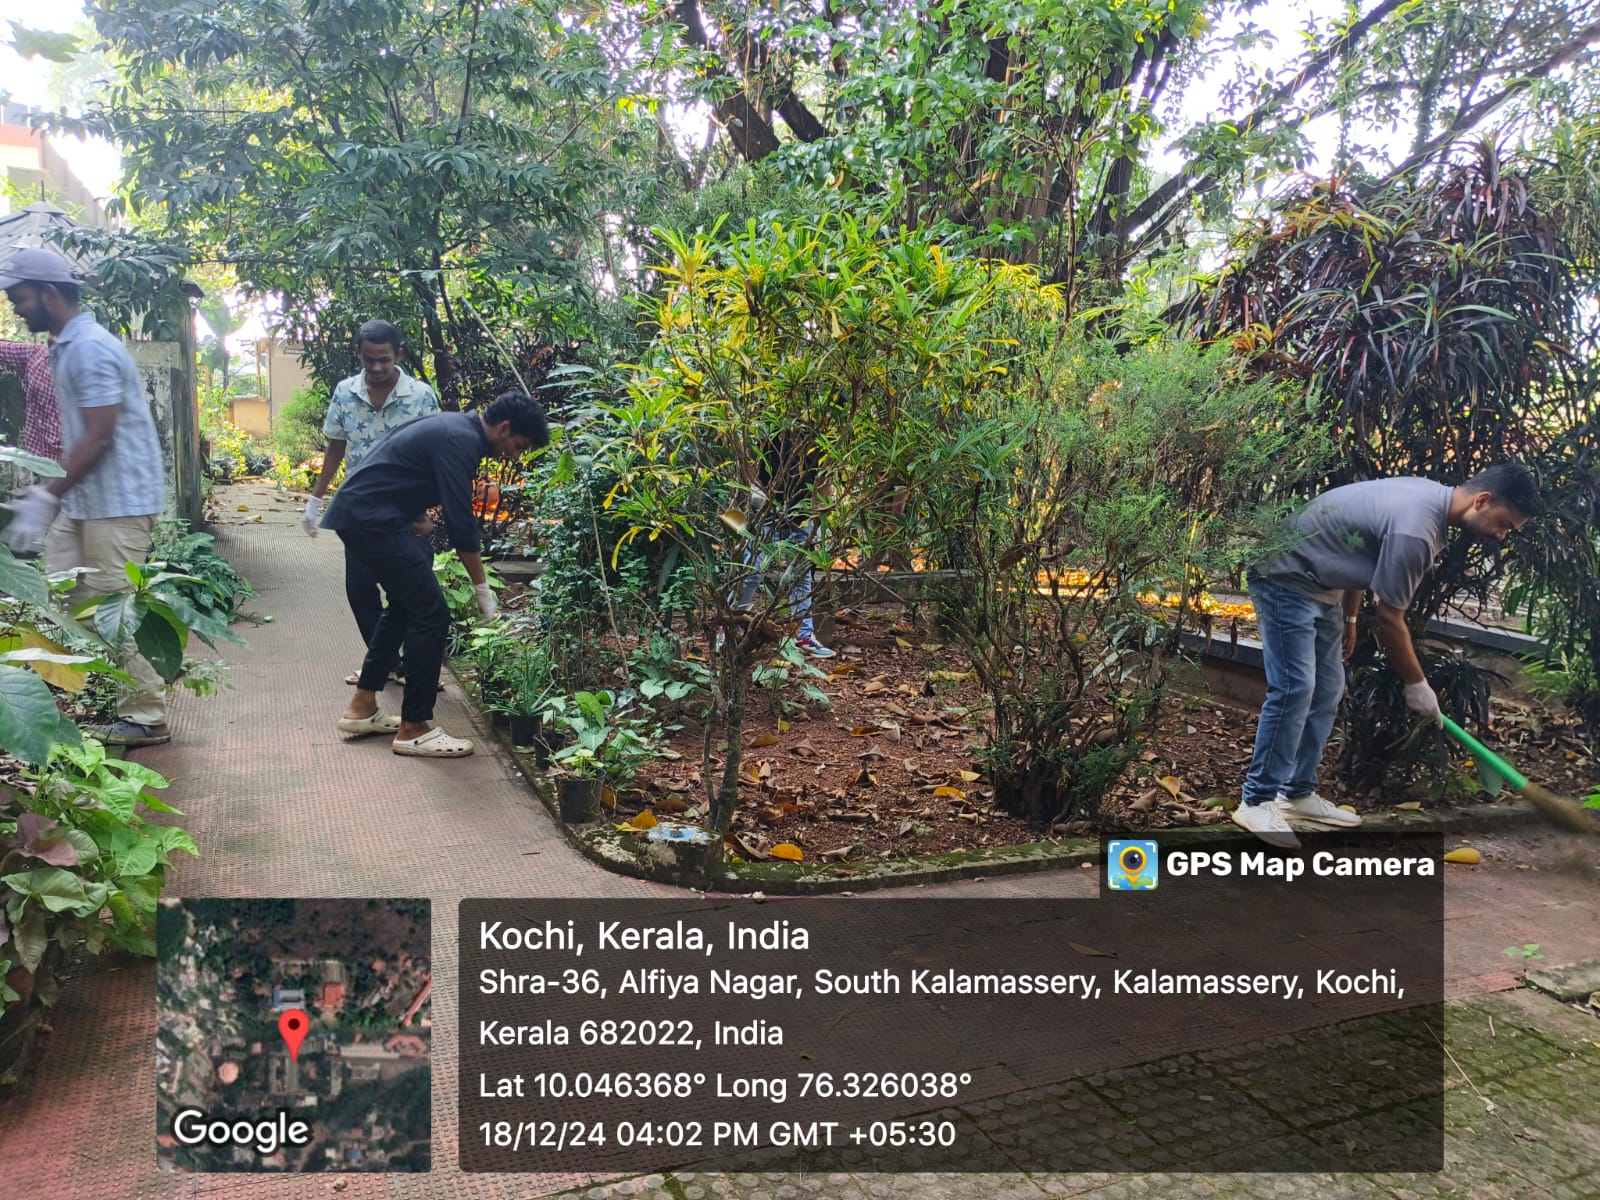 GPS Map Camera
Kochi, Kerala, India
Shra-36, Alfiya Nagar, South Kalamassery, Kalamassery, Kochi,
Kerala 682022, India
Lat 10.046368° Long 76.326038°
18/12/24 04:02 PM GMT +05:30
Google